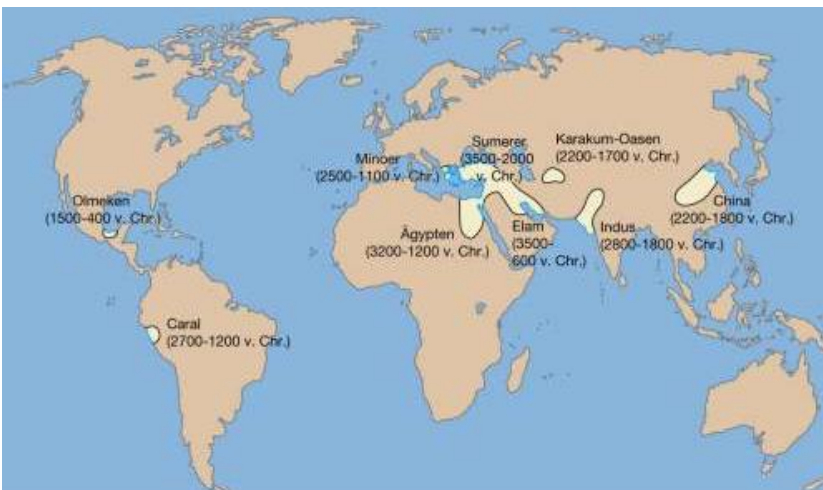 Sumerer
(3500-2000
v. Chr.)
Karakum-Oasen
(2200-1700 v. Chr.)
Minoer
(2500-1100 v. Chr.)
Olmeken
(1500-400 v. Chr.)
China
(2200-1800 v. Chr.)
Ägypten
(3200-1200 v. Chr.)
Elam
(3500-
600 v. Chr.)
Indus
(2800-1800 v. Chr.)
Caral
(2700-1200 v. Chr.)